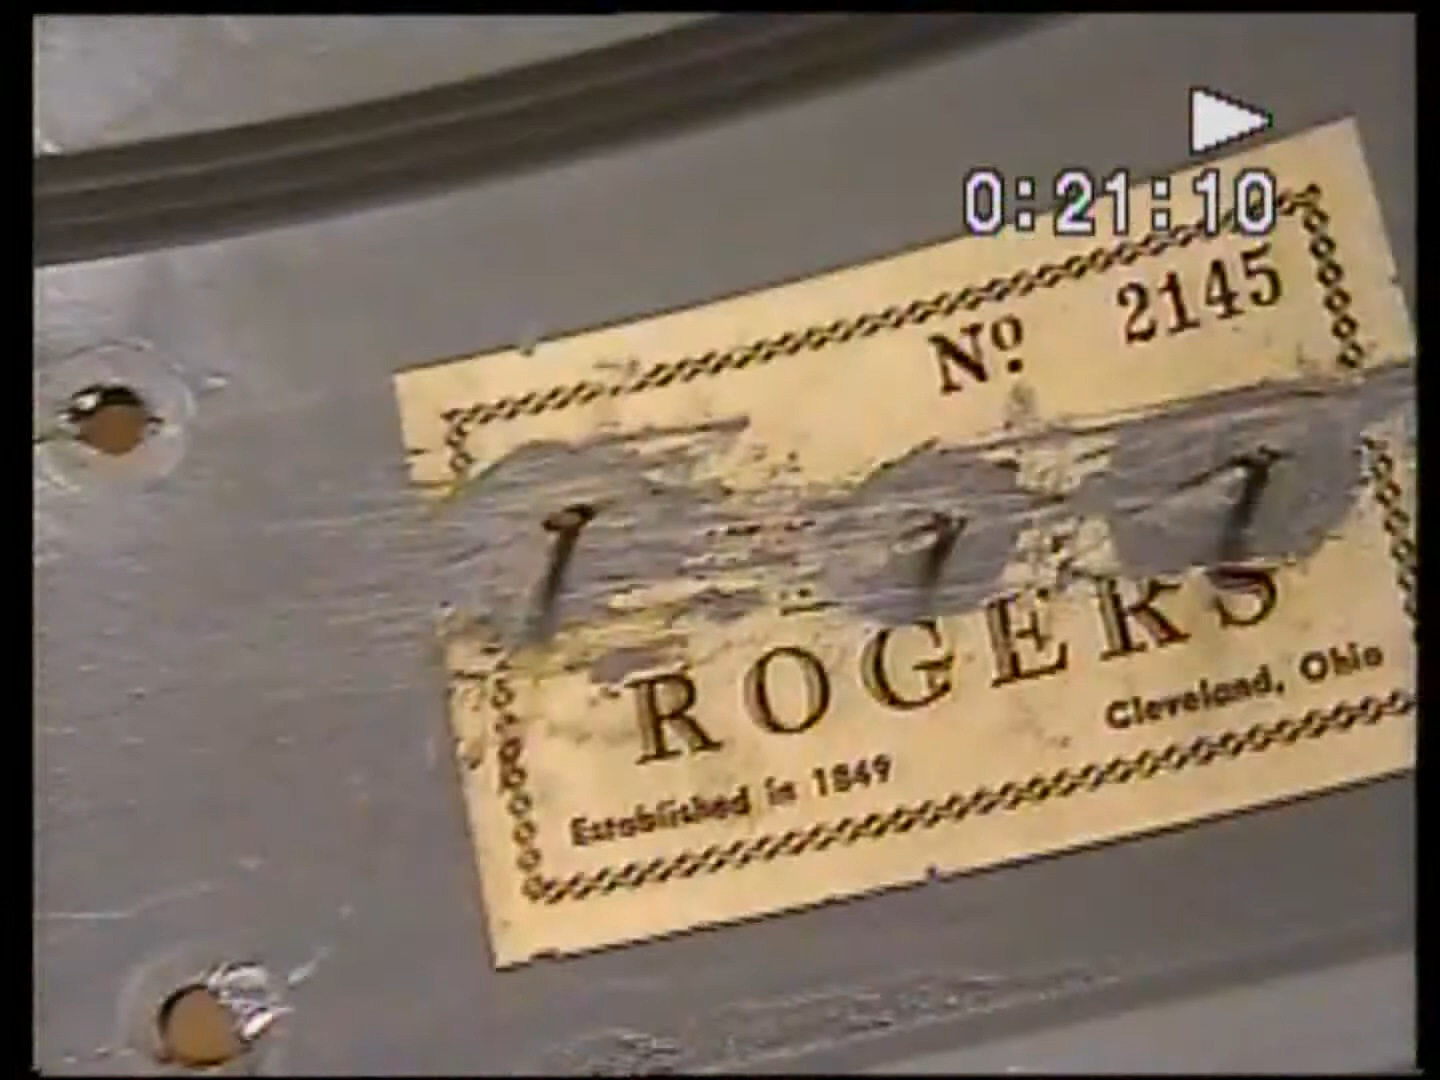 0:21:10
Nº 2145
ROGERS
Established in 1849
Cleveland, Ohio